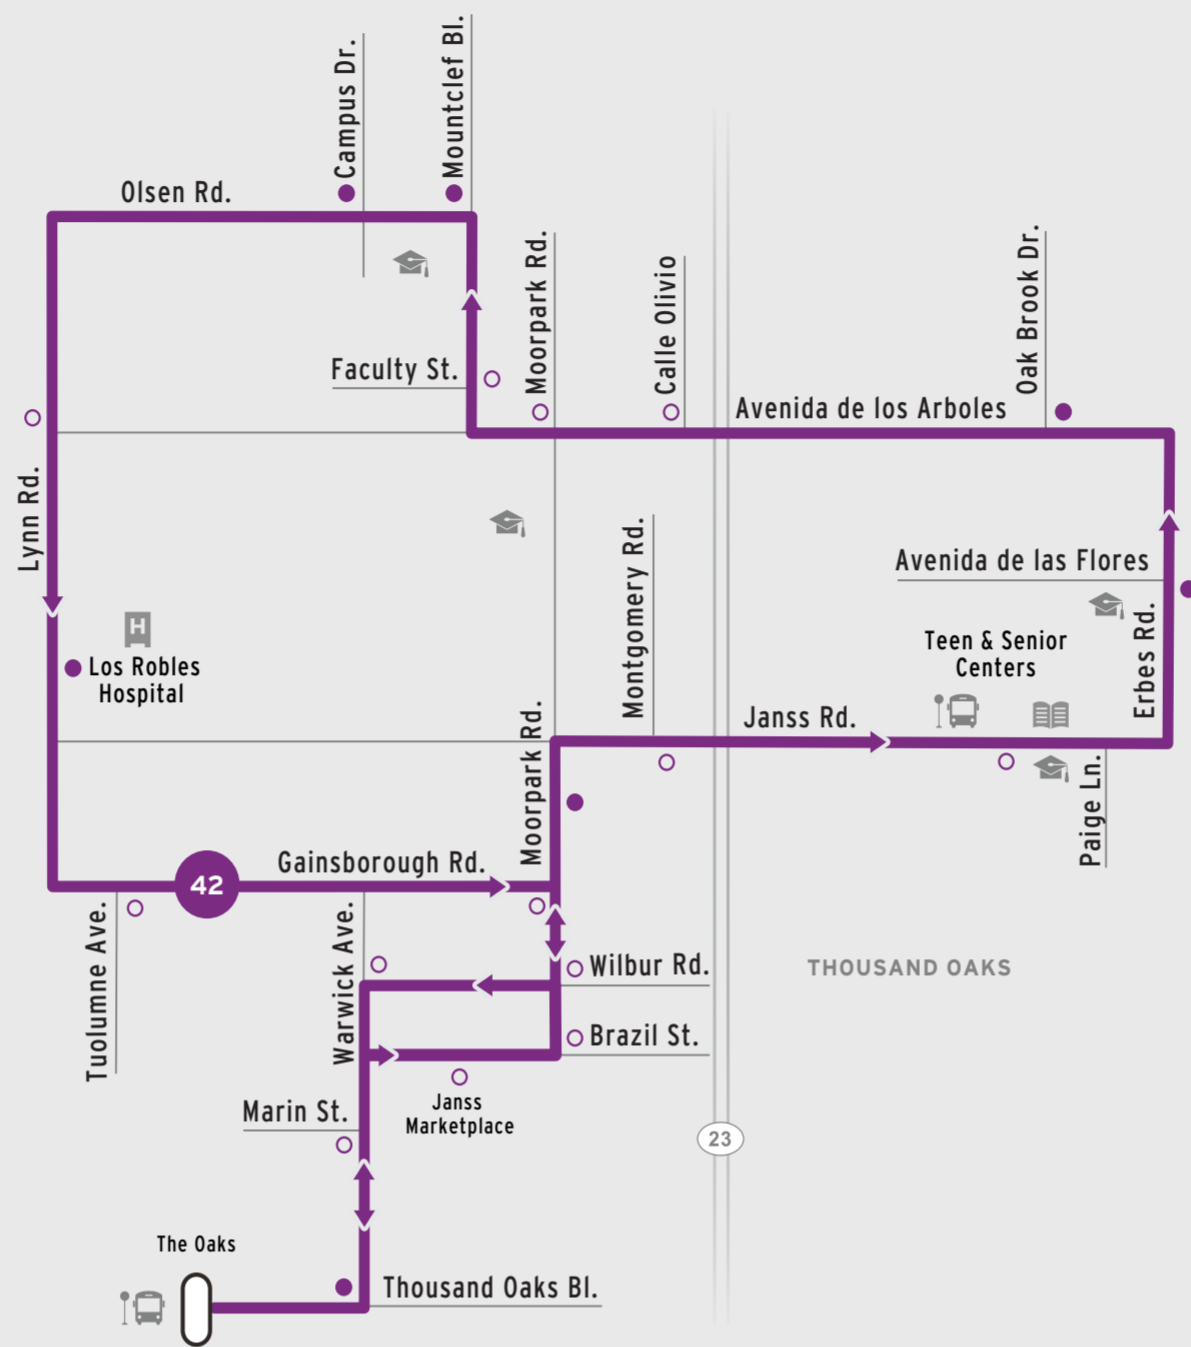 Campus Dr.
Mountclef Bl.
Olsen Rd.
Moorpark Rd.
Calle Olivio
Oak Brook Dr.
Faculty St.
Avenida de los Arboles
Lynn Rd.
Montgomery Rd.
Avenida de las Flores
Erbes Rd.
H
Los Robles
Hospital
Teen & Senior
Centers
Moorpark Rd.
Janss Rd.
Paige Ln.
42
Gainsborough Rd.
Tuolumne Ave.
Warwick Ave.
Wilbur Rd.
THOUSAND OAKS
Brazil St.
Marin St.
Janss
Marketplace
23
The Oaks
Thousand Oaks Bl.